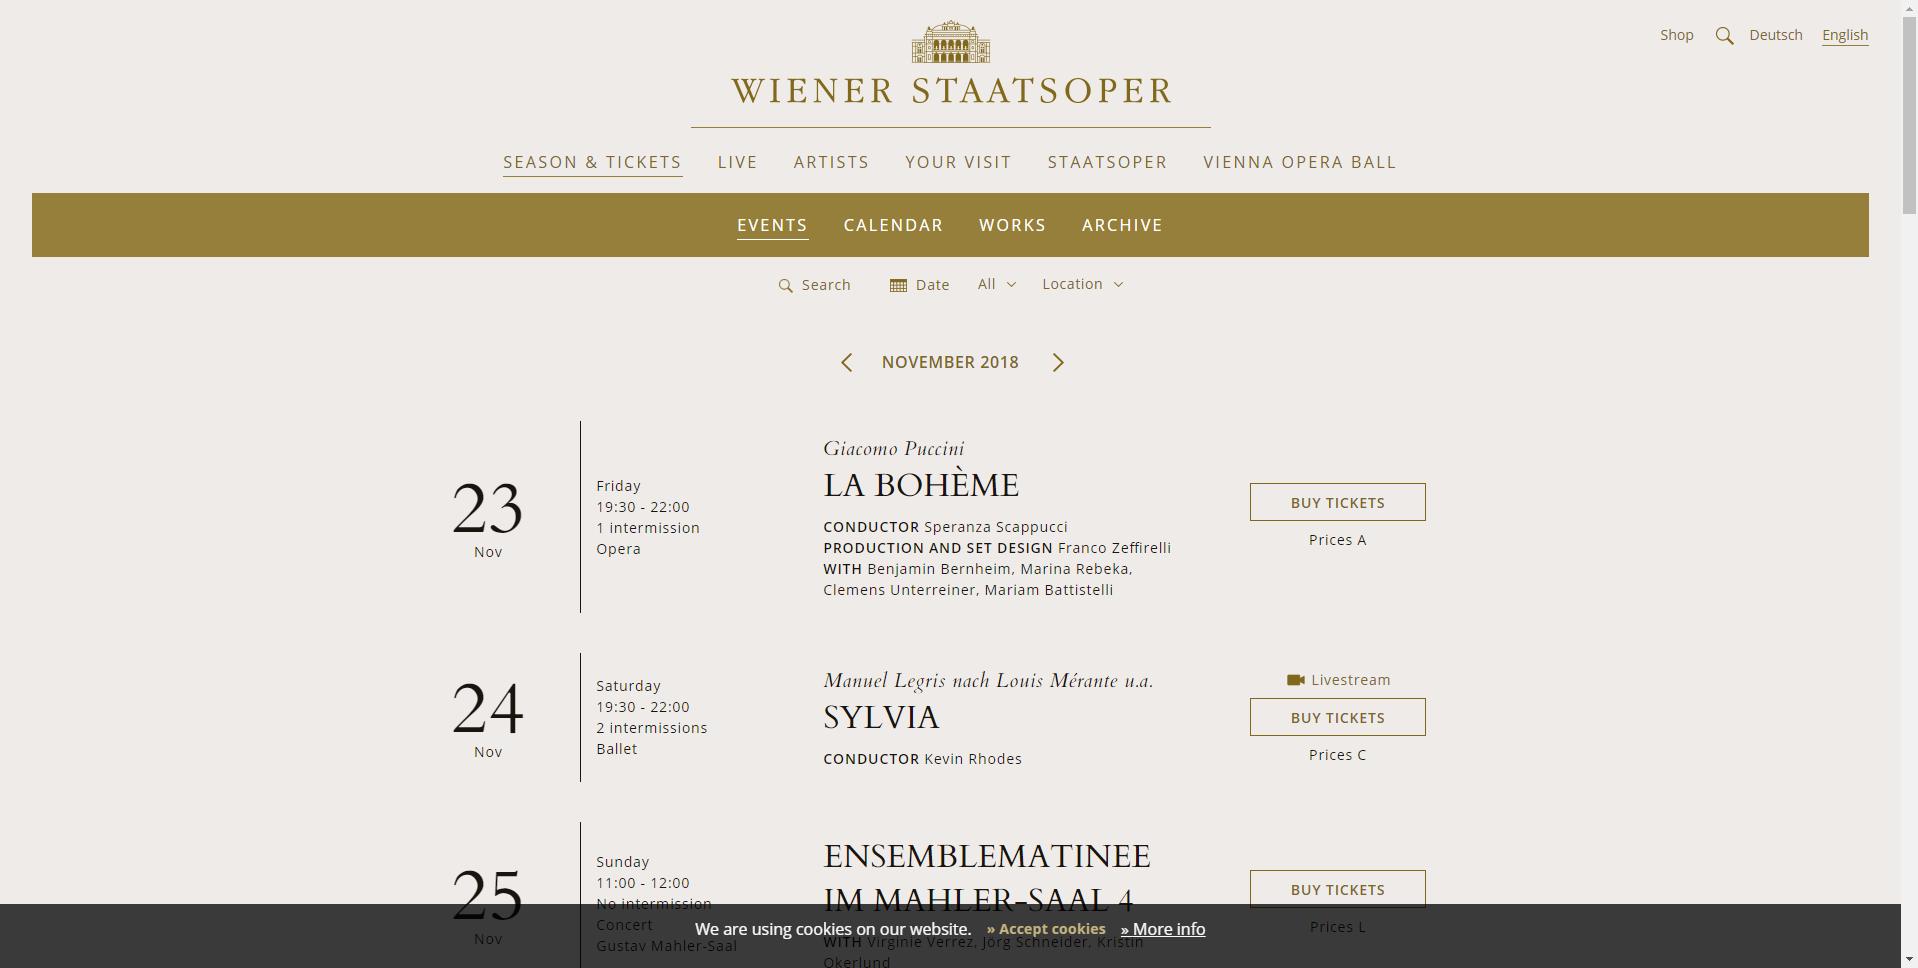 Shop
Deutsch
English
WIENER STAATSOPER
SEASON & TICKETS
LIVE
ARTISTS
YOUR VISIT
STAATSOPER
VIENNA OPERA BALL
EVENTS
CALENDAR
WORKS
ARCHIVE
Search
Date
All
Location
NOVEMBER 2018
23
Nov
Friday
19:30 - 22:00
1 intermission
Opera
Giacomo Puccini
LA BOHÈME
CONDUCTOR Speranza Scappucci
PRODUCTION AND SET DESIGN Franco Zeffirelli
WITH Benjamin Bernheim, Marina Rebeka,
Clemens Unterreiner, Mariam Battistelli
BUY TICKETS
Prices A
24
Nov
Saturday
19:30 - 22:00
2 intermissions
Ballet
Manuel Legris nach Louis Mérante u.a.
SYLVIA
CONDUCTOR Kevin Rhodes
Livestream
BUY TICKETS
Prices C
25
Nov
Sunday
11:00 - 12:00
No intermission
Concert
Gustav Mahler-Saal
ENSEMBLEMATINEE
IM MAHLER-SAAL 4
WITH Virginie Verrez, Jörg Schneider, Kristin
Okerlund
BUY TICKETS
Prices L
We are using cookies on our website.
» Accept cookies
» More info